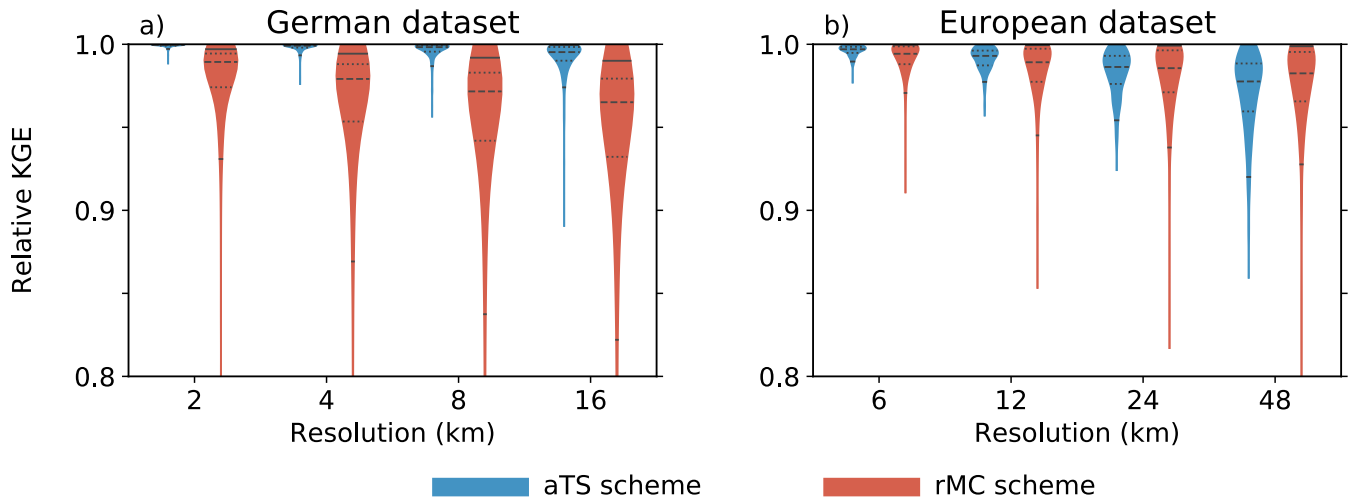 a)
German dataset
1.0
0.9
0.8
Relative KGE
2 4 8 16
Resolution (km)
b)
European dataset
1.0
0.9
0.8
6 12 24 48
Resolution (km)
aTS scheme
rMC scheme